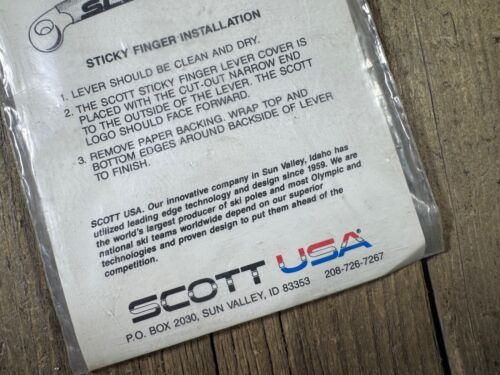 STICKY FINGER INSTALLATION
1. LEVER SHOULD BE CLEAN AND DRY.
2. THE SCOTT STICKY FINGER LEVER COVER IS
PLACED WITH THE CUT-OUT NARROW END
TO THE OUTSIDE OF THE LEVER. THE SCOTT
LOGO SHOULD FACE FORWARD.
3. REMOVE PAPER BACKING. WRAP TOP AND
BOTTOM EDGES AROUND BACKSIDE OF LEVER
TO FINISH.
SCOTT USA. Our innovative company in Sun Valley, Idaho has
utilized leading edge technology and design since 1959. We are
the world's largest producer of ski poles and most Olympic and
national ski teams worldwide depend on our superior
technologies and proven design to put them ahead of the
competition.
SCOTT USA®
P.O. BOX 2030, SUN VALLEY, ID 83353 208-726-7267